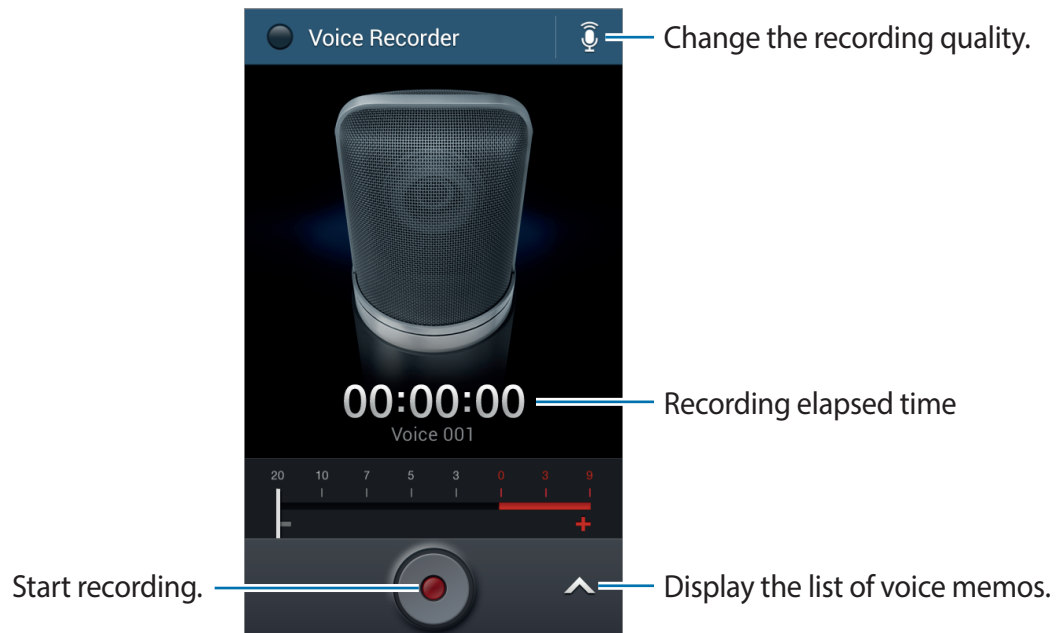 Voice Recorder
Change the recording quality.
00:00:00
Recording elapsed time
Voice 001
20 10 7 5 3 0 3 9
- +
Start recording.
Display the list of voice memos.